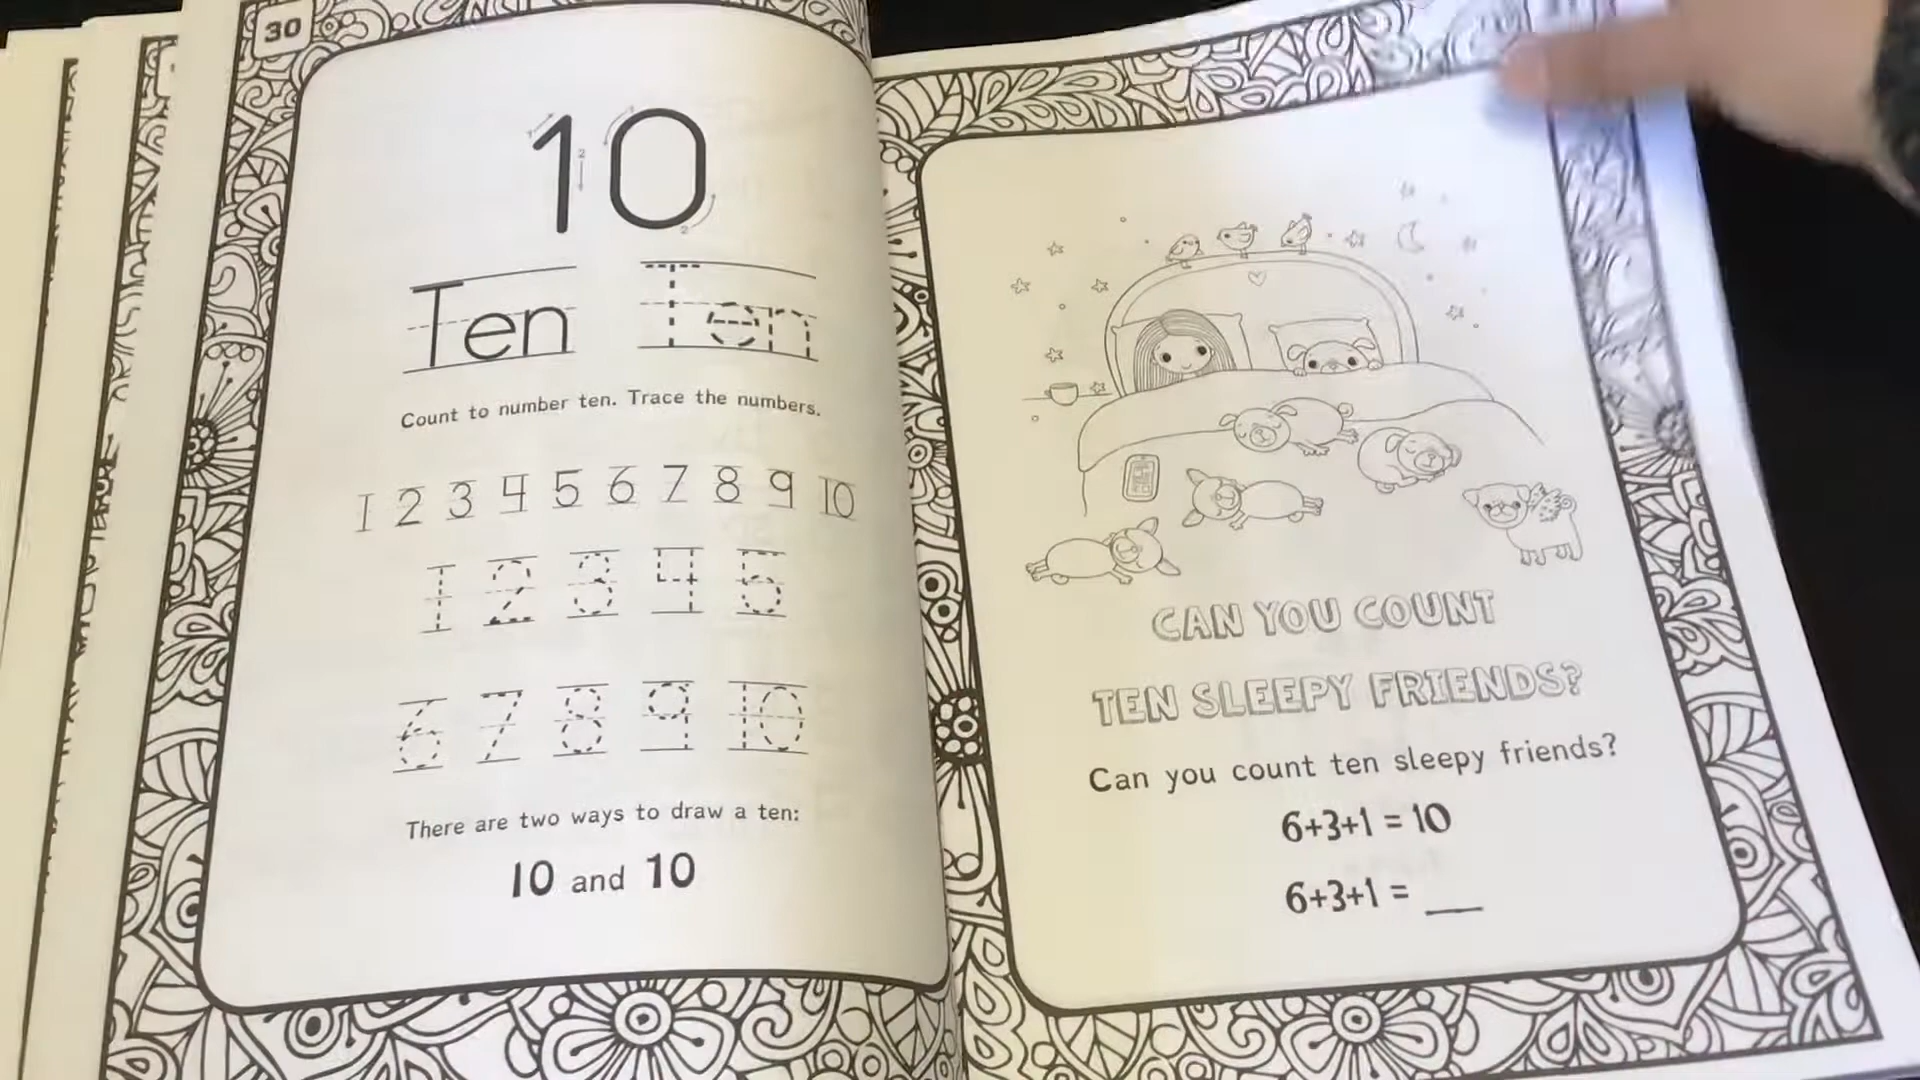 30
10
Ten Ten
Count to number ten. Trace the numbers.
1 2 3 4 5 6 7 8 9 10
1 2 3 4 5
6 7 8 9 10
There are two ways to draw a ten:
10 and 10
CAN YOU COUNT
TEN SLEEPY FRIENDS?
Can you count ten sleepy friends?
6+3+1 = 10
6+3+1 = __